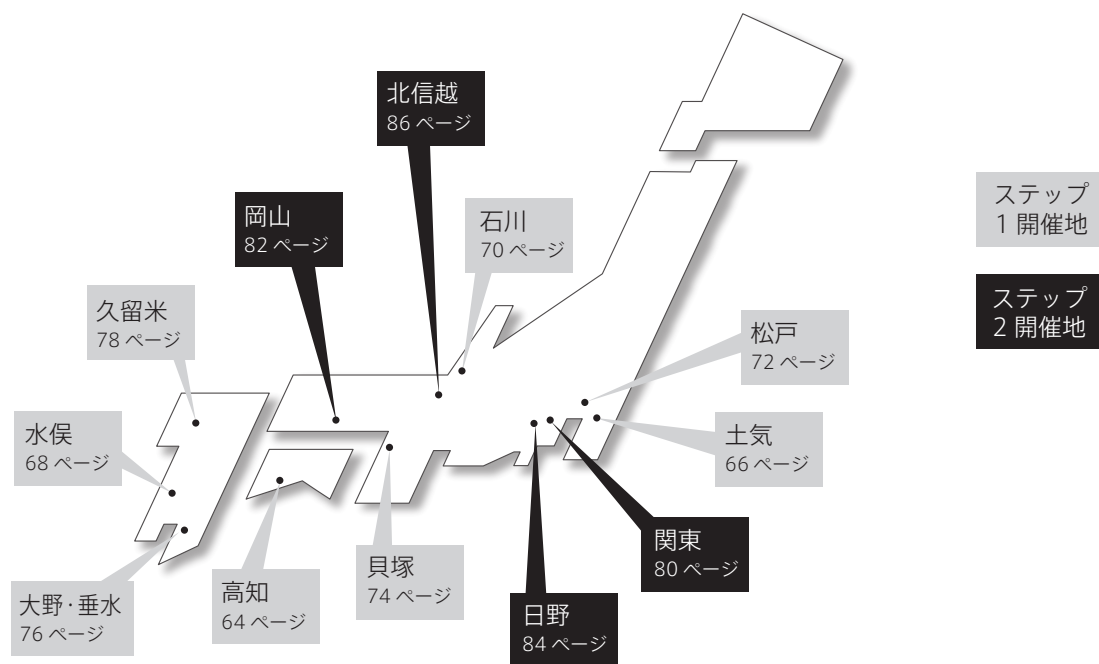 北信越
86 ページ
岡山
82 ページ
石川
70 ページ
久留米
78 ページ
水俣
68 ページ
大野・垂水
76 ページ
高知
64 ページ
貝塚
74 ページ
日野
84 ページ
関東
80 ページ
土気
66 ページ
松戸
72 ページ
ステップ
1 開催地
ステップ
2 開催地